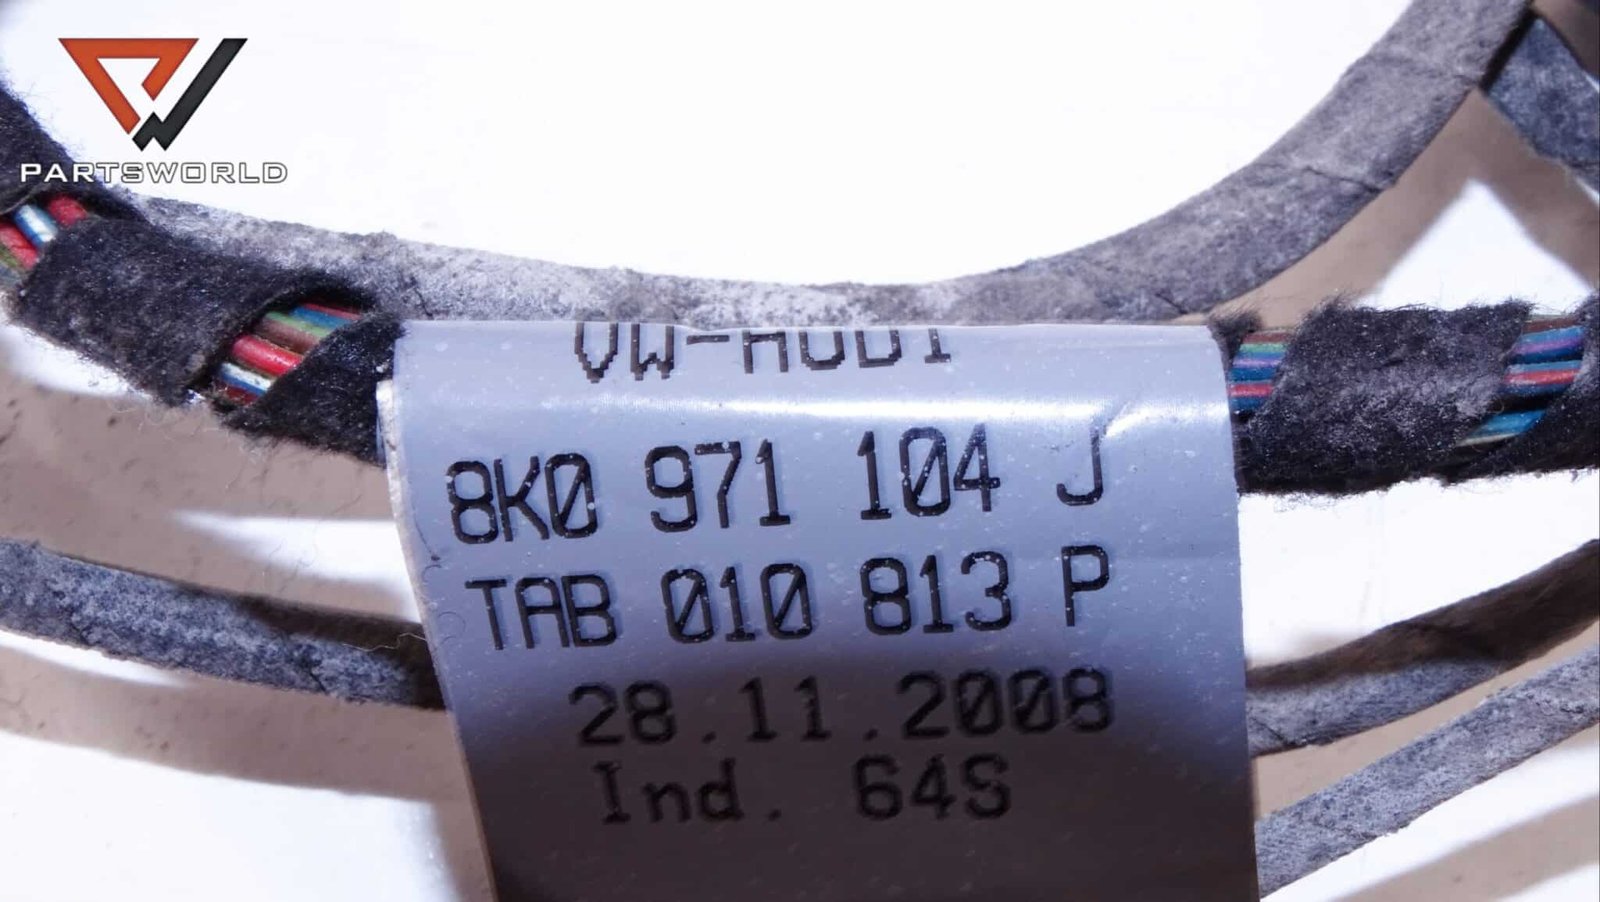 PARTSWORLD
VW-AUDI
8K0 971 104 J
TAB 010 813 P
28.11.2008
Ind. 64S